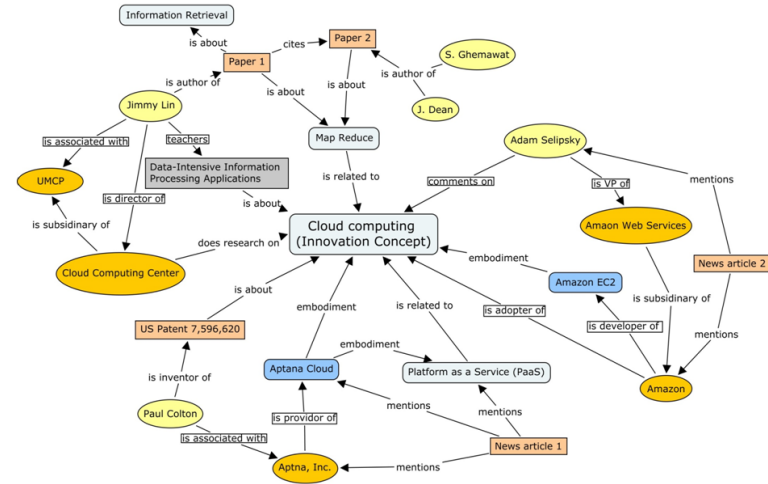 Information Retrieval
is about
cites
Paper 2
Paper 1
S. Ghemawat
is author of
is author of
is about
is about
J. Dean
Jimmy Lin
Map Reduce
Adam Selipsky
is associated with
teachers
Data-Intensive Information
Processing Applications
is related to
comments on
is VP of
mentions
UMCP
is director of
is about
is subsidinary of
Cloud computing
(Innovation Concept)
Amaon Web Services
does research on
embodiment
News article 2
Cloud Computing Center
Amazon EC2
is about
embodiment
is related to
is adopter of
is subsidinary of
US Patent 7,596,620
is developer of
mentions
embodiment
Aptana Cloud
Platform as a Service (PaaS)
is inventor of
Amazon
mentions
mentions
Paul Colton
is providor of
is associated with
News article 1
Aptna, Inc.
mentions